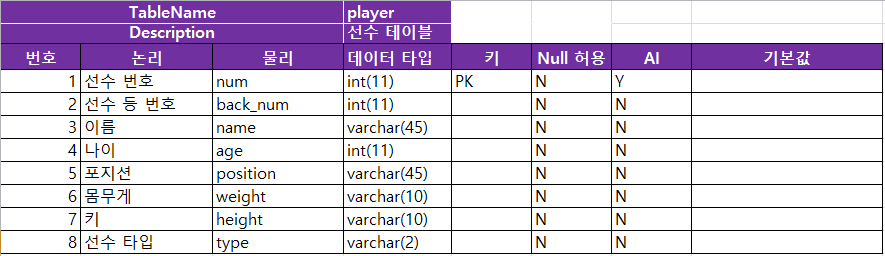 TableName player
Description 선수 테이블
번호 논리 물리 데이터 타입 키 Null 허용 AI 기본값
1 선수 번호 num int(11) PK N Y
2 선수 등 번호 back_num int(11) N N
3 이름 name varchar(45) N N
4 나이 age int(11) N N
5 포지션 position varchar(45) N N
6 몸무게 weight varchar(10) N N
7 키 height varchar(10) N N
8 선수 타입 type varchar(2) N N